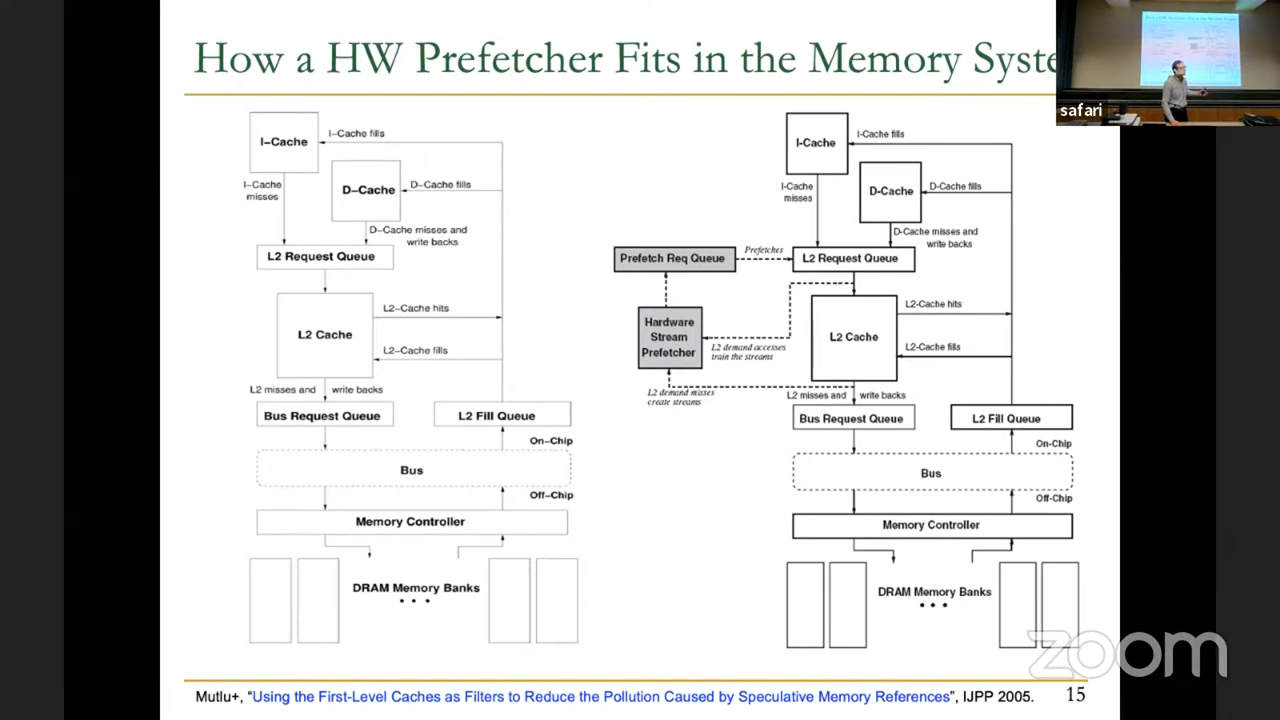 How a HW Prefetcher Fits in the Memory Syste
safari
I–Cache
I–Cache fills
I–Cache
misses
D–Cache
D–Cache fills
D–Cache misses and
write backs
L2 Request Queue
L2 Cache
L2–Cache hits
L2–Cache fills
L2 misses and write backs
Bus Request Queue
L2 Fill Queue
On–Chip
Bus
Off–Chip
Memory Controller
DRAM Memory Banks
• • •
I-Cache
I-Cache fills
I-Cache
misses
D-Cache
D-Cache fills
D-Cache misses and
write backs
Prefetch Req Queue
Prefetches
L2 Request Queue
Hardware
Stream
Prefetcher
L2 demand accesses
train the streams
L2 Cache
L2-Cache hits
L2-Cache fills
L2 demand misses
create streams
L2 misses and write backs
Bus Request Queue
L2 Fill Queue
On-Chip
Bus
Off-Chip
Memory Controller
DRAM Memory Banks
• • •
zoom
Mutlu+, “Using the First-Level Caches as Filters to Reduce the Pollution Caused by Speculative Memory References”, IJPP 2005.
15